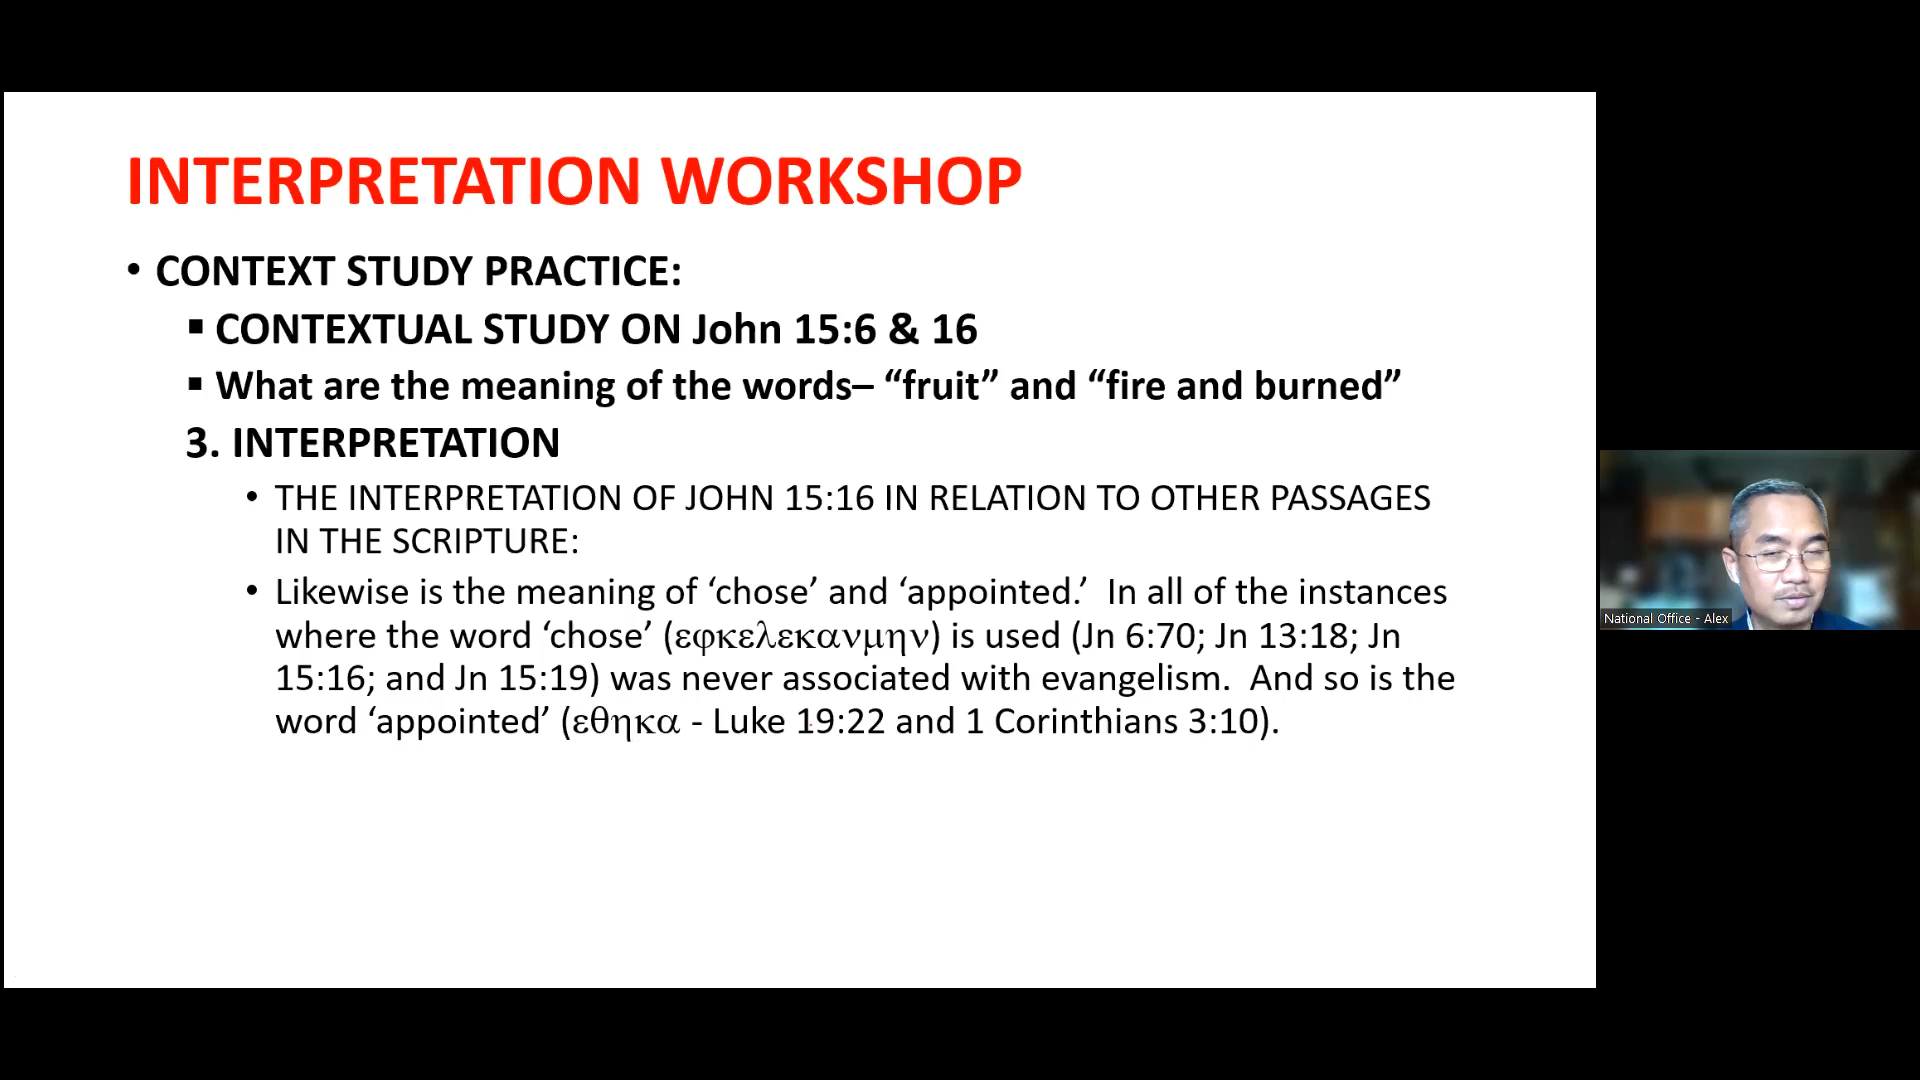 INTERPRETATION WORKSHOP
• CONTEXT STUDY PRACTICE:
▪ CONTEXTUAL STUDY ON John 15:6 & 16
▪ What are the meaning of the words– “fruit” and “fire and burned”
3. INTERPRETATION
• THE INTERPRETATION OF JOHN 15:16 IN RELATION TO OTHER PASSAGES
IN THE SCRIPTURE:
• Likewise is the meaning of ‘chose’ and ‘appointed.’ In all of the instances
where the word ‘chose’ (εφκελεκανμην) is used (Jn 6:70; Jn 13:18; Jn
15:16; and Jn 15:19) was never associated with evangelism. And so is the
word ‘appointed’ (εθηκα - Luke 19:22 and 1 Corinthians 3:10).
National Office - Alex